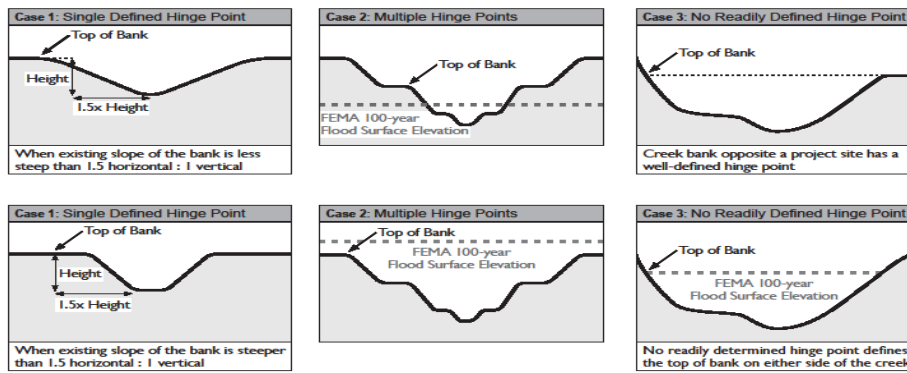 Case 1: Single Defined Hinge Point
Top of Bank
Height
1.5x Height
When existing slope of the bank is less
steep than 1.5 horizontal : 1 vertical
Case 2: Multiple Hinge Points
Top of Bank
FEMA 100-year
Flood Surface Elevation
Case 3: No Readily Defined Hinge Point
Top of Bank
Creek bank opposite a project site has a
well-defined hinge point
Case 1: Single Defined Hinge Point
Top of Bank
Height
1.5x Height
When existing slope of the bank is steeper
than 1.5 horizontal : 1 vertical
Case 2: Multiple Hinge Points
Top of Bank
FEMA 100-year
Flood Surface Elevation
Case 3: No Readily Defined Hinge Point
Top of Bank
FEMA 100-year
Flood Surface Elevation
No readily determined hinge point defines
the top of bank on either side of the creek